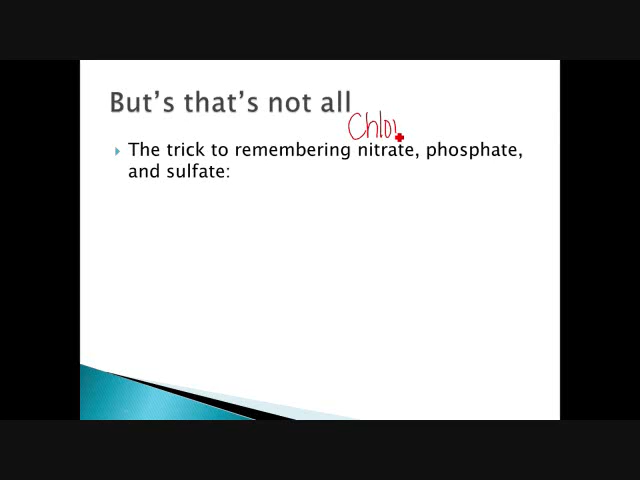 But's that's not all
Chlor
The trick to remembering nitrate, phosphate,
and sulfate: